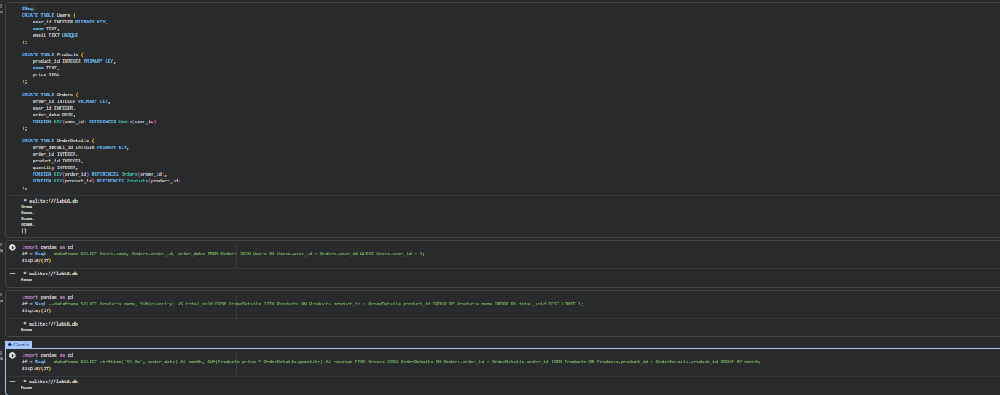 %%sql
CREATE TABLE Users (
user_id INTEGER PRIMARY KEY,
name TEXT,
email TEXT UNIQUE
);
CREATE TABLE Products (
product_id INTEGER PRIMARY KEY,
name TEXT,
price REAL
);
CREATE TABLE Orders (
order_id INTEGER PRIMARY KEY,
user_id INTEGER,
order_date DATE,
FOREIGN KEY(user_id) REFERENCES Users(user_id)
);
CREATE TABLE OrderDetails (
order_detail_id INTEGER PRIMARY KEY,
order_id INTEGER,
product_id INTEGER,
quantity INTEGER,
FOREIGN KEY(order_id) REFERENCES Orders(order_id),
FOREIGN KEY(product_id) REFERENCES Products(product_id)
);
* sqlite:///lab16.db
Done.
Done.
Done.
Done.
[]
import pandas as pd
df = %sql --dataframe SELECT Users.name, Orders.order_id, order_date FROM Orders JOIN Users ON Users.user_id = Orders.user_id WHERE Users.user_id = 1;
display(df)
* sqlite:///lab16.db
None
import pandas as pd
df = %sql --dataframe SELECT Products.name, SUM(quantity) AS total_sold FROM OrderDetails JOIN Products ON Products.product_id = OrderDetails.product_id GROUP BY Products.name ORDER BY total_sold DESC LIMIT 1;
display(df)
* sqlite:///lab16.db
None
Gemini
import pandas as pd
df = %sql --dataframe SELECT strftime('%Y-%m', order_date) AS month, SUM(Products.price * OrderDetails.quantity) AS revenue FROM Orders JOIN OrderDetails ON Orders.order_id = OrderDetails.order_id JOIN Products ON Products.product_id = OrderDetails.product_id GROUP BY month;
display(df)
* sqlite:///lab16.db
None